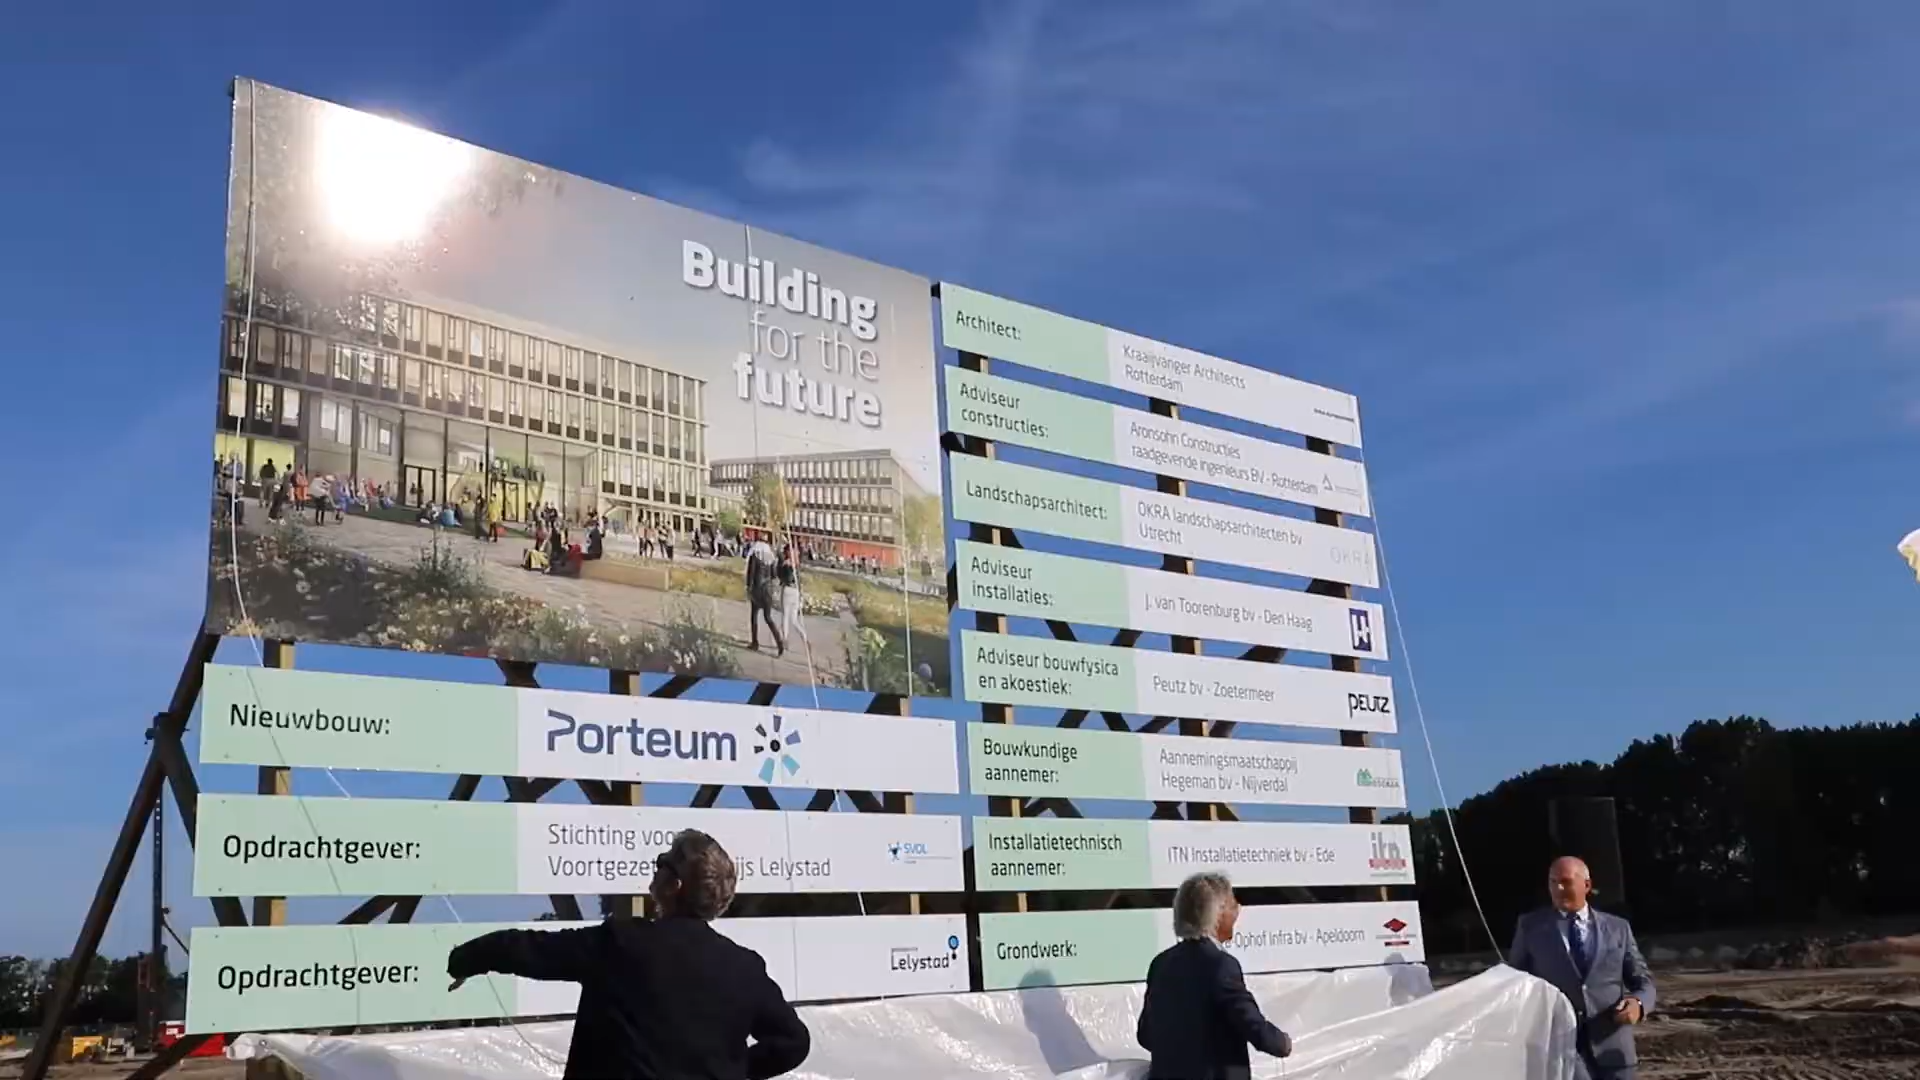 Building
for the
future
Nieuwbouw:
Porteum
Opdrachtgever:
Stichting
Voortgezet Lelystad
SVOL
Opdrachtgever:
Lelystad
Architect:
Kraaijvanger Architects
Rotterdam
Adviseur
constructies:
Aronsohn Constructies
raadgevende ingenieurs BV - Rotterdam
Landschapsarchitect:
OKRA landschapsarchitecten bv
Utrecht
OKRA
Adviseur
installaties:
J. van Toorenburg bv - Den Haag
Adviseur bouwfysica
en akoestiek:
Peutz bv - Zoetermeer
PEUTZ
Bouwkundige
aannemer:
Aannemingsmaatschappij
Hegeman bv - Nijverdal
Installatietechnisch
aannemer:
ITN Installatietechniek bv - Ede
itn
Grondwerk:
Ophof Infra bv - Apeldoorn